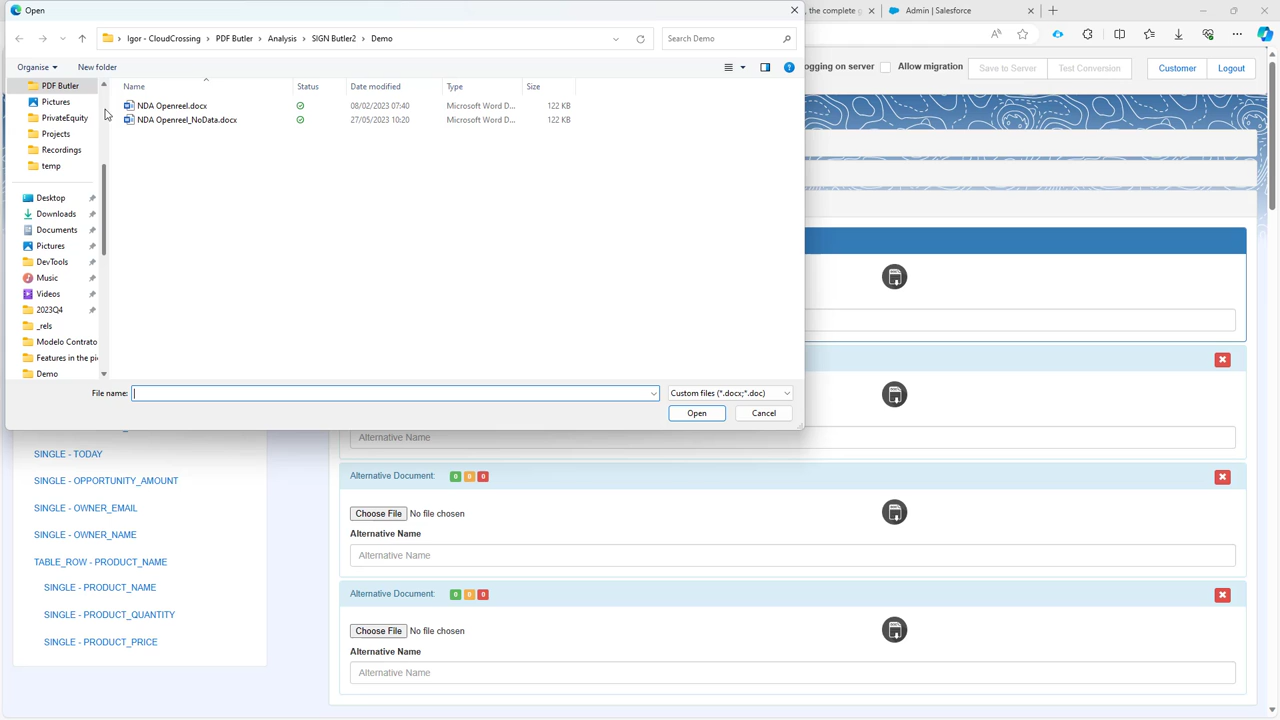 Open
, the complete g
Admin | Salesforce
Igor - CloudCrossing
PDF Butler
Analysis
SIGN Butler2
Demo
Search Demo
Organise
New folder
ogging on server
Allow migration
Save to Server
Test Conversion
Customer
Logout
Name
Status
Date modified
Type
Size
PDF Butler
Pictures
PrivateEquity
Projects
Recordings
temp
NDA Openreel.docx
08/02/2023 07:40
Microsoft Word D...
122 KB
NDA Openreel_NoData.docx
27/05/2023 10:20
Microsoft Word D...
122 KB
Desktop
Downloads
Documents
Pictures
DevTools
Music
Videos
2023Q4
_rels
Modelo Contrato
Features in the pi
Demo
File name:
Custom files (*.docx;*.doc)
Open
Cancel
Alternative Name
SINGLE - TODAY
SINGLE - OPPORTUNITY_AMOUNT
SINGLE - OWNER_EMAIL
SINGLE - OWNER_NAME
TABLE_ROW - PRODUCT_NAME
SINGLE - PRODUCT_NAME
SINGLE - PRODUCT_QUANTITY
SINGLE - PRODUCT_PRICE
Alternative Document: 0 0 0
Choose File No file chosen
Alternative Name
Alternative Name
Alternative Document: 0 0 0
Choose File No file chosen
Alternative Name
Alternative Name